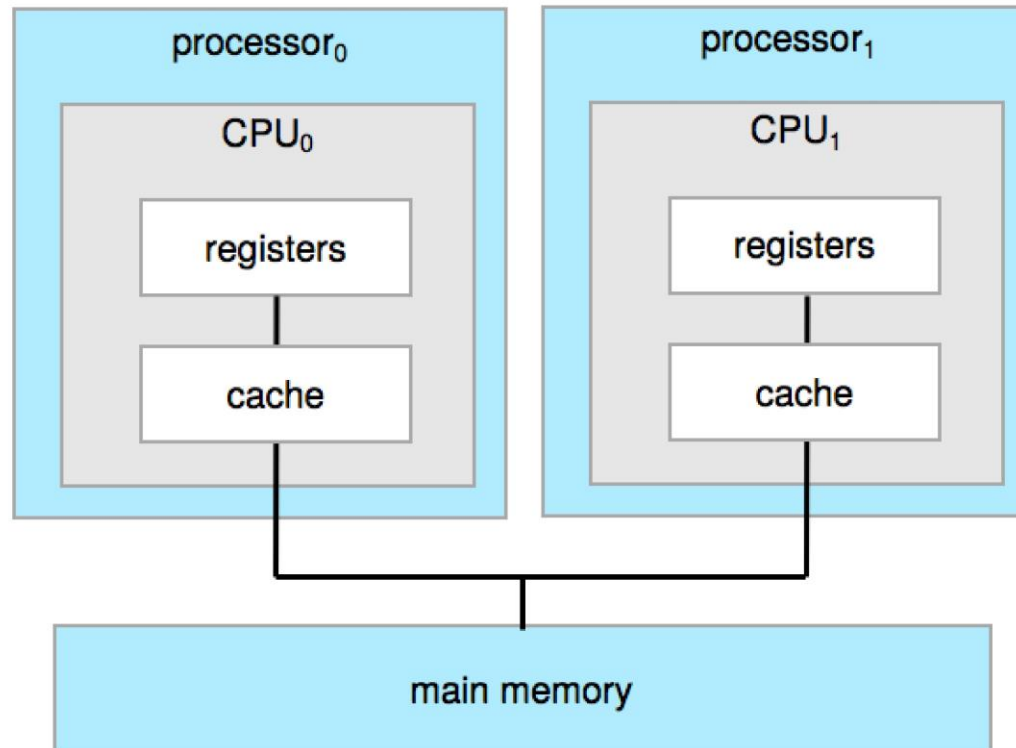 processor₀
processor₁
CPU₀
CPU₁
registers
registers
cache
cache
main memory